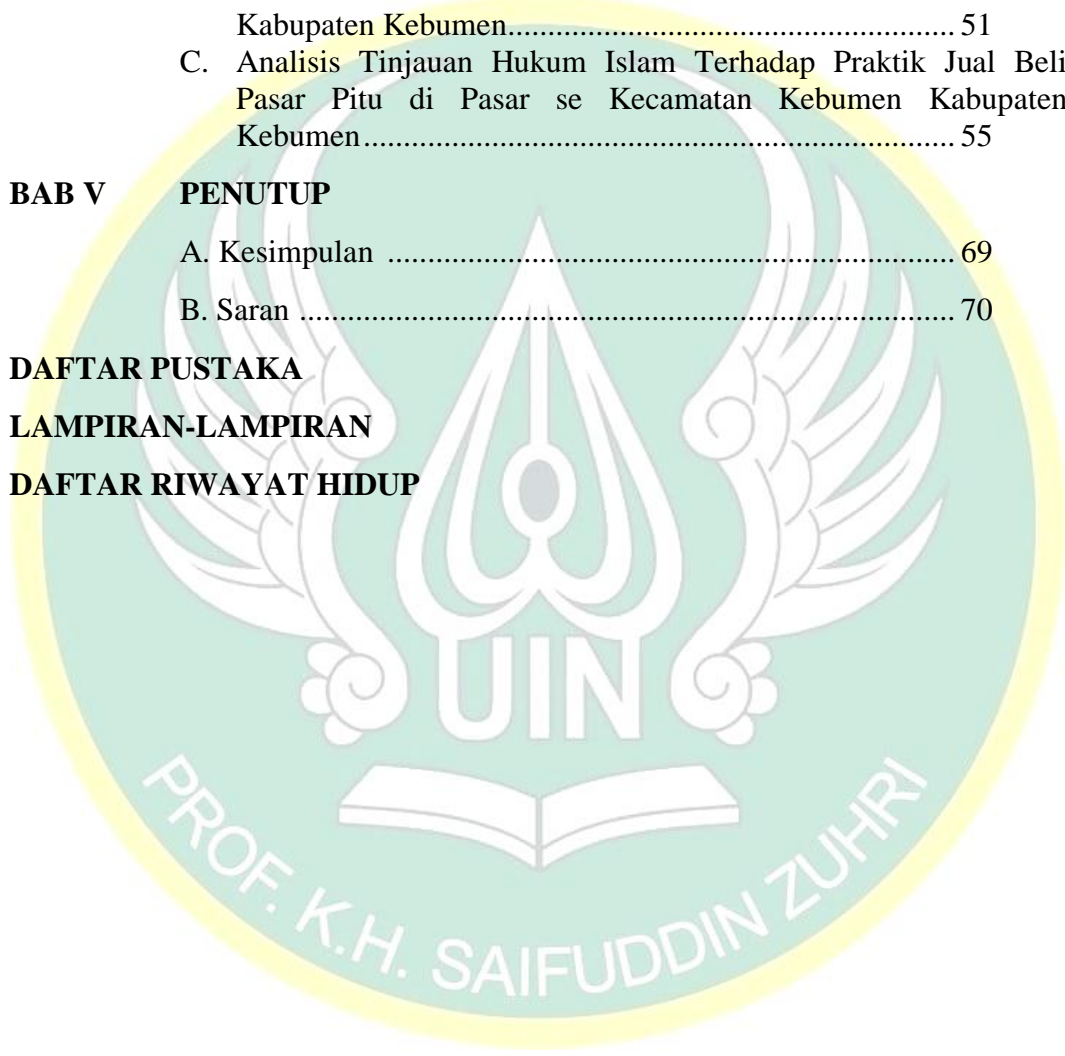 Kabupaten Kebumen........................................................ 51
C. Analisis Tinjauan Hukum Islam Terhadap Praktik Jual Beli
Pasar Pitu di Pasar se Kecamatan Kebumen Kabupaten
Kebumen.......................................................................... 55
BAB V PENUTUP
A. Kesimpulan ....................................................................... 69
B. Saran .................................................................................. 70
DAFTAR PUSTAKA
LAMPIRAN-LAMPIRAN
DAFTAR RIWAYAT HIDUP
UIN
PROF. K.H. SAIFUDDIN ZUHRI